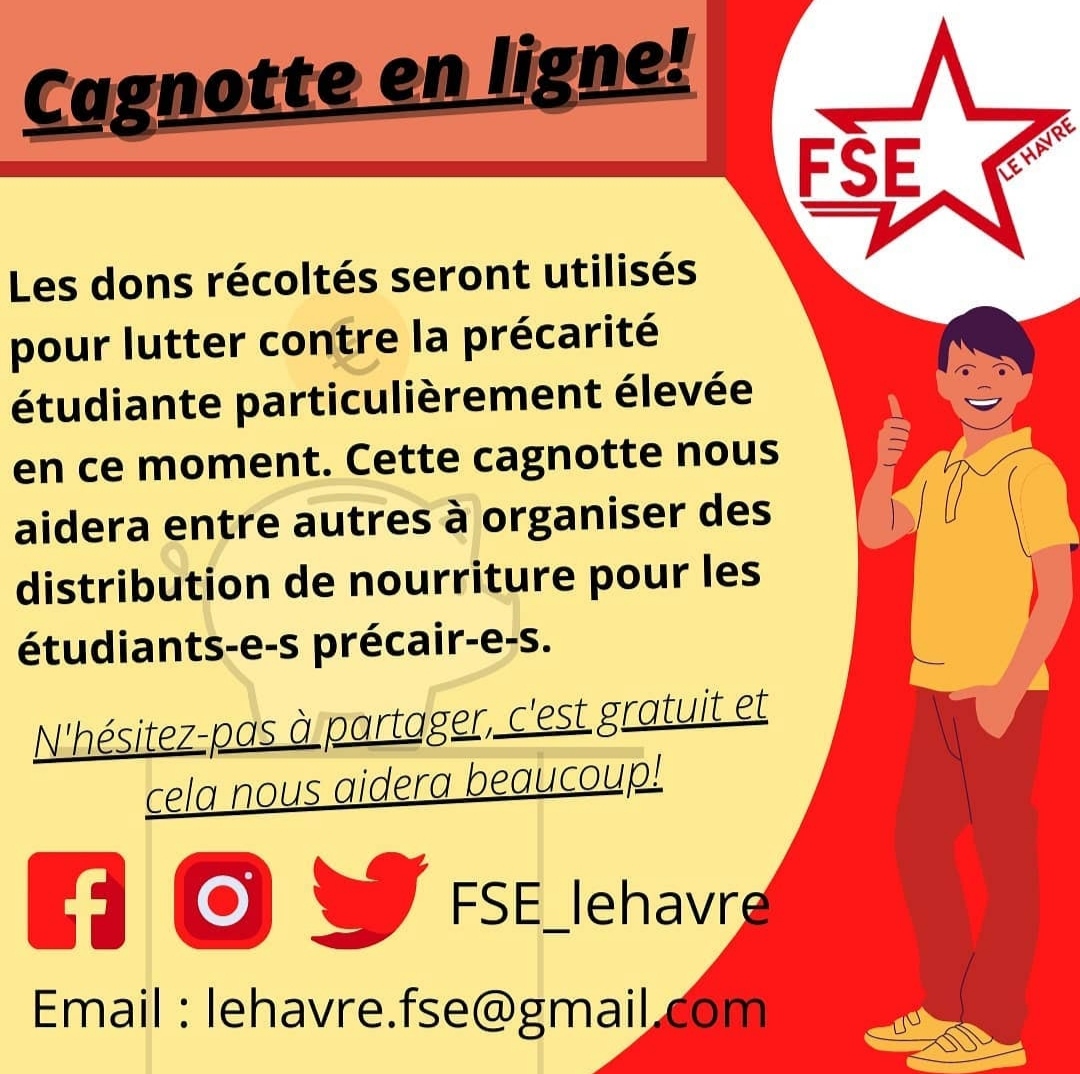 Cagnotte en ligne!
FSE
LE HAVRE
Les dons récoltés seront utilisés
pour lutter contre la précarité
étudiante particulièrement élevée
en ce moment. Cette cagnotte nous
aidera entre autres à organiser des
distribution de nourriture pour les
étudiants-e-s précair-e-s.
N'hésitez-pas à partager, c'est gratuit et
cela nous aidera beaucoup!
FSE_lehavre
Email : lehavre.fse@gmail.com